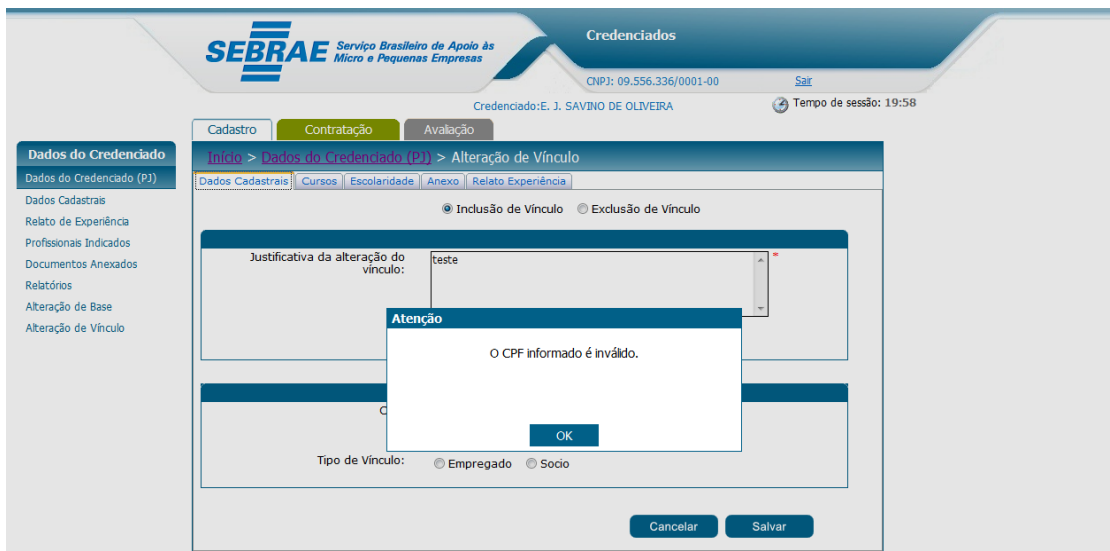 SEBRAE
Serviço Brasileiro de Apoio às
Micro e Pequenas Empresas
Credenciados
CNPJ: 09.556.336/0001-00
Sair
Credenciado:E. J. SAVINO DE OLIVEIRA
Tempo de sessão: 19:58
Cadastro
Contratação
Avaliação
Dados do Credenciado
Dados do Credenciado (PJ)
Dados Cadastrais
Relato de Experiência
Profissionais Indicados
Documentos Anexados
Relatórios
Alteração de Base
Alteração de Vínculo
Início > Dados do Credenciado (PJ) > Alteração de Vínculo
Dados Cadastrais
Cursos
Escolaridade
Anexo
Relato Experiência
Inclusão de Vínculo
Exclusão de Vínculo
Justificativa da alteração do
vínculo:
teste
*
Atenção
O CPF informado é inválido.
OK
Tipo de Vínculo:
Empregado
Socio
Cancelar
Salvar